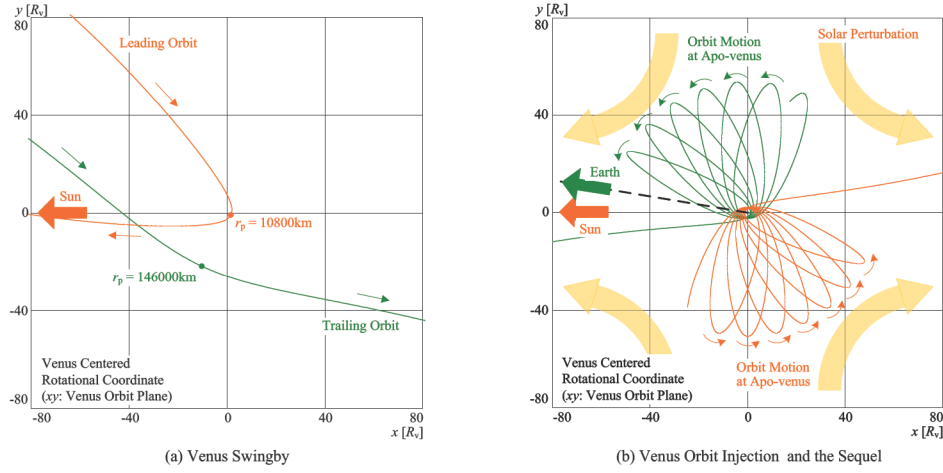 y [Rv]
80
40
0
-40
-80
-80
-40
0
40
80
x [Rv]
Leading Orbit
Sun
rp = 10800km
rp = 146000km
Trailing Orbit
Venus Centered
Rotational Coordinate
(xy: Venus Orbit Plane)
(a) Venus Swingby
y [Rv]
80
40
0
-40
-80
-80
-40
0
40
80
x [Rv]
Orbit Motion
at Apo-venus
Solar Perturbation
Earth
Sun
Orbit Motion
at Apo-venus
Venus Centered
Rotational Coordinate
(xy: Venus Orbit Plane)
(b) Venus Orbit Injection and the Sequel